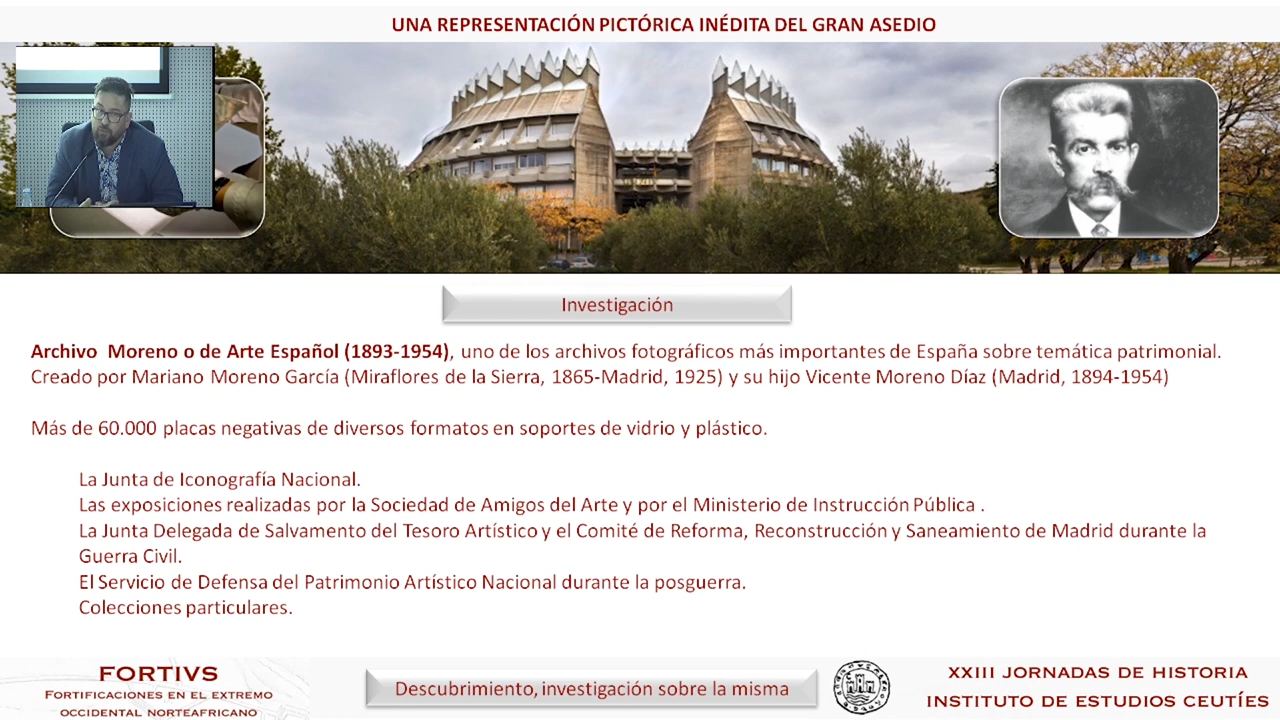 UNA REPRESENTACIÓN PICTÓRICA INÉDITA DEL GRAN ASEDIO
Investigación
Archivo Moreno o de Arte Español (1893-1954), uno de los archivos fotográficos más importantes de España sobre temática patrimonial.
Creado por Mariano Moreno García (Miraflores de la Sierra, 1865-Madrid, 1925) y su hijo Vicente Moreno Díaz (Madrid, 1894-1954)
Más de 60.000 placas negativas de diversos formatos en soportes de vidrio y plástico.
La Junta de Iconografía Nacional.
Las exposiciones realizadas por la Sociedad de Amigos del Arte y por el Ministerio de Instrucción Pública .
La Junta Delegada de Salvamento del Tesoro Artístico y el Comité de Reforma, Reconstrucción y Saneamiento de Madrid durante la
Guerra Civil.
El Servicio de Defensa del Patrimonio Artístico Nacional durante la posguerra.
Colecciones particulares.
FORTIVS
FORTIFICACIONES EN EL EXTREMO
OCCIDENTAL NORTEAFRICANO
Descubrimiento, investigación sobre la misma
XXIII JORNADAS DE HISTORIA
INSTITUTO DE ESTUDIOS CEUTÍES